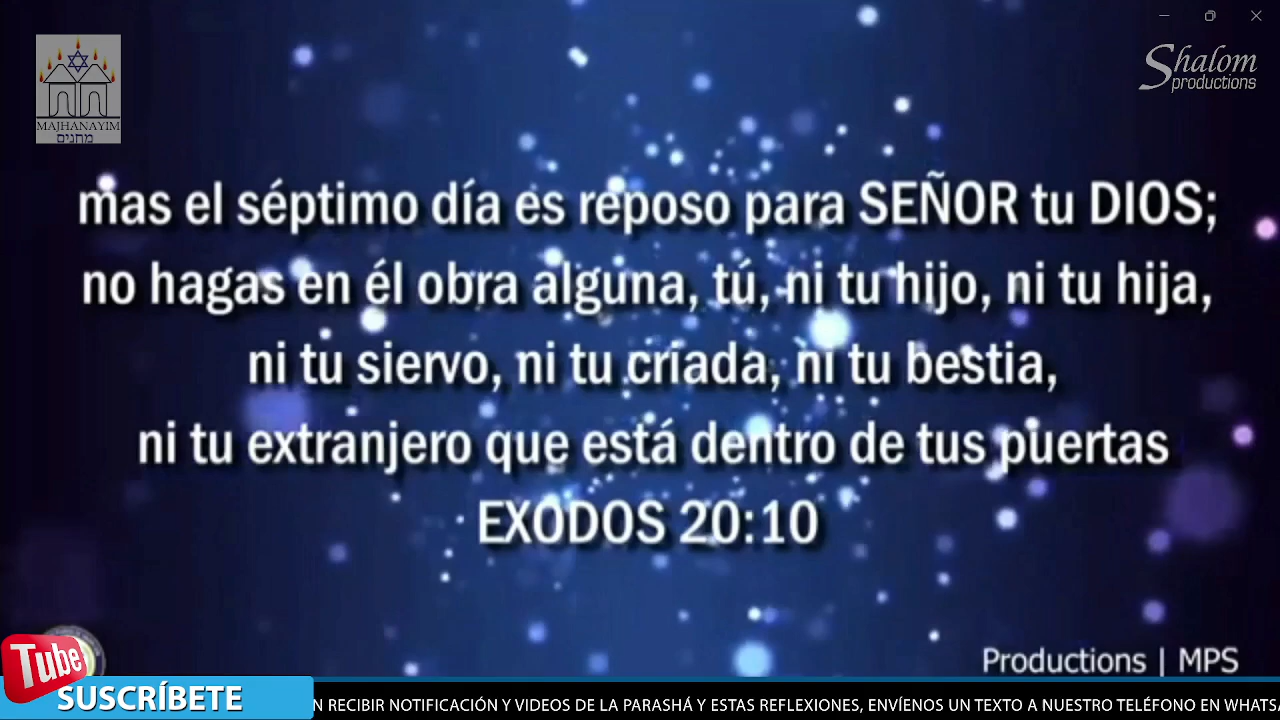 MAJHANAYIM
מחנים
Shalom
productions
mas el séptimo día es reposo para SEÑOR tu DIOS;
no hagas en él obra alguna, tú, ni tu hijo, ni tu hija,
ni tu siervo, ni tu criada, ni tu bestia,
ni tu extranjero que está dentro de tus puertas
EXODOS 20:10
Productions | MPS
Tube
SUSCRÍBETE
N RECIBIR NOTIFICACIÓN Y VIDEOS DE LA PARASHÁ Y ESTAS REFLEXIONES, ENVÍENOS UN TEXTO A NUESTRO TELÉFONO EN WHATSA